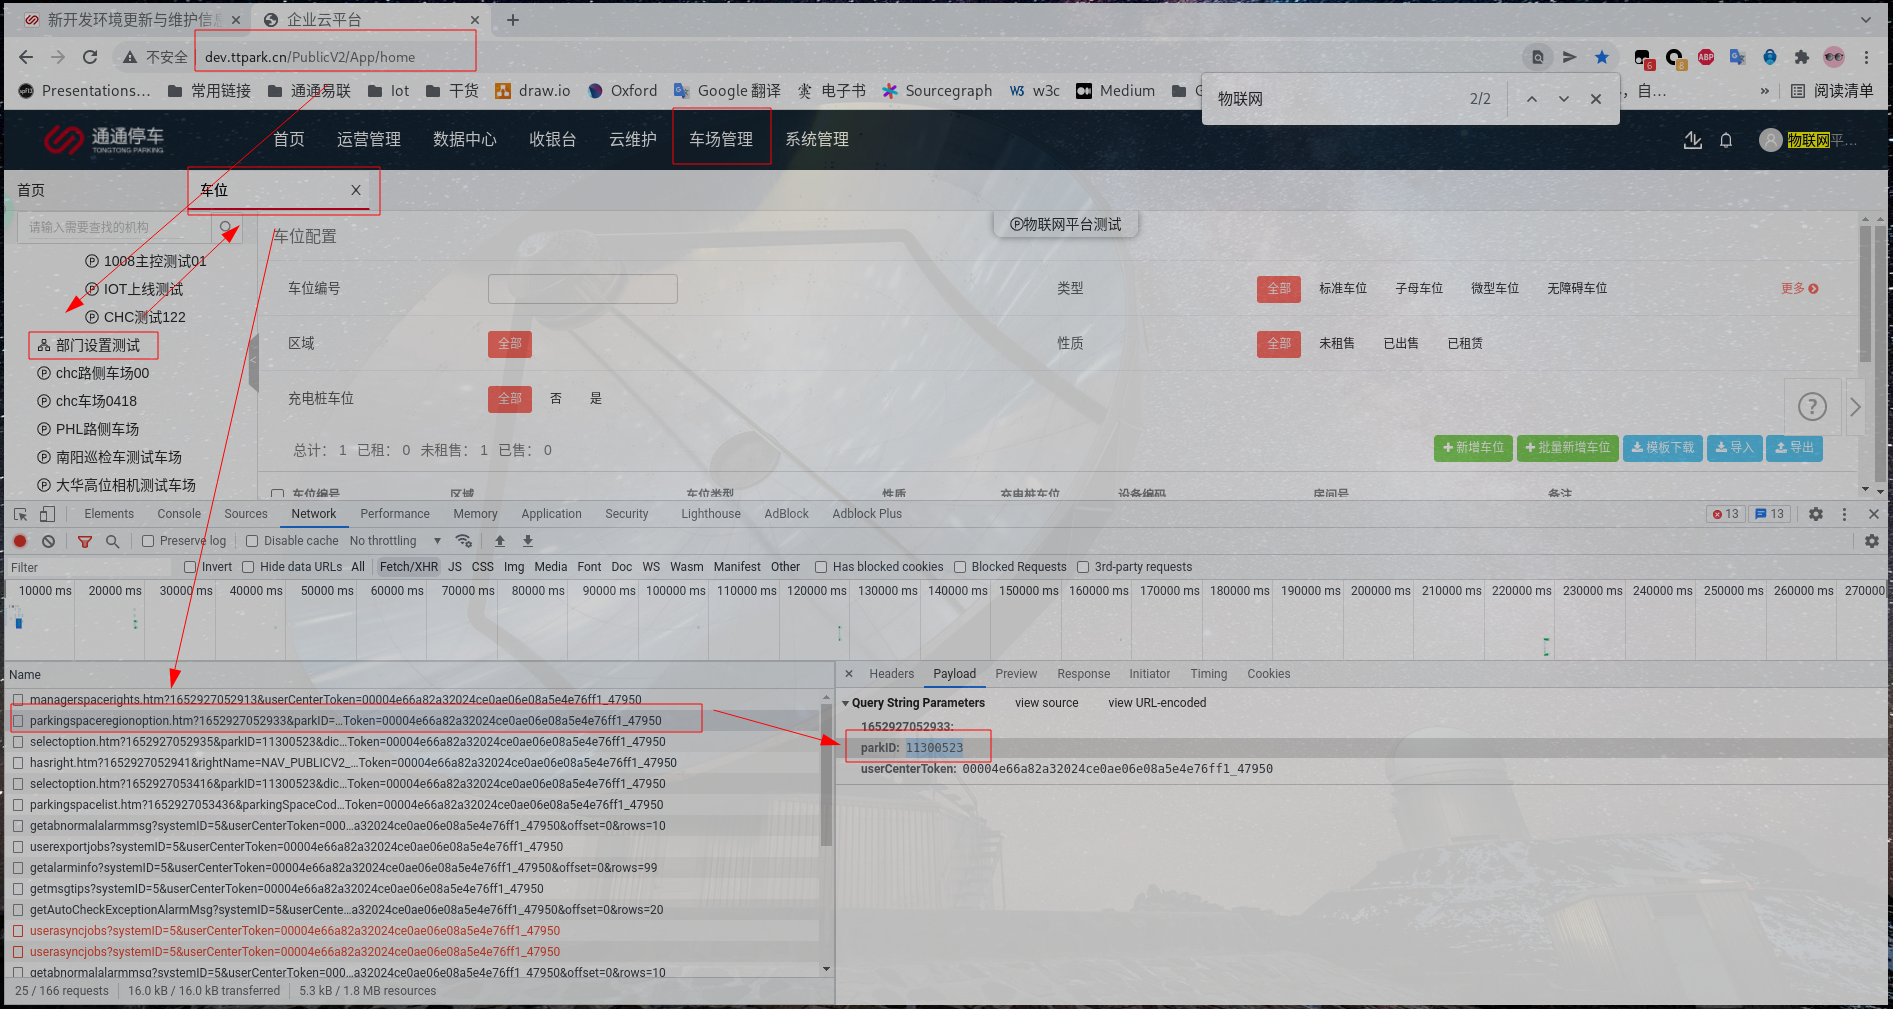 新开发环境更新与维护信息
企业云平台
不安全
dev.ttpark.cn/PublicV2/App/home
Presentations…
常用链接
通通易联
Iot
干货
draw.io
Oxford
Google 翻译
电子书
Sourcegraph
w3c
Medium
自…
阅读清单
物联网
2/2
通通停车
TONGTONG PARKING
首页
运营管理
数据中心
收银台
云维护
车场管理
系统管理
物联网平…
首页
车位
请输入需要查找的机构
1008主控测试01
IOT上线测试
CHC测试122
部门设置测试
chc路侧车场00
chc车场0418
PHL路侧车场
南阳巡检车测试车场
大华高位相机测试车场
车位配置
物联网平台测试
车位编号
类型
全部
标准车位
子母车位
微型车位
无障碍车位
更多
区域
全部
性质
全部
未租售
已出售
已租赁
充电桩车位
全部
否
是
总计： 1 已租： 0 未租售： 1 已售： 0
新增车位
批量新增车位
模板下载
导入
导出
车位编号
区域
车位类型
性质
充电桩车位
设备编码
房间号
备注
Elements
Console
Sources
Network
Performance
Memory
Application
Security
Lighthouse
AdBlock
Adblock Plus
13
13
Preserve log
Disable cache
No throttling
Filter
Invert
Hide data URLs
All
Fetch/XHR
JS
CSS
Img
Media
Font
Doc
WS
Wasm
Manifest
Other
Has blocked cookies
Blocked Requests
3rd-party requests
10000 ms
20000 ms
30000 ms
40000 ms
50000 ms
60000 ms
70000 ms
80000 ms
90000 ms
100000 ms
110000 ms
120000 ms
130000 ms
140000 ms
150000 ms
160000 ms
170000 ms
180000 ms
190000 ms
200000 ms
210000 ms
220000 ms
230000 ms
240000 ms
250000 ms
260000 ms
270000
Name
managerspacerights.htm?1652927052913&userCenterToken=00004e66a82a32024ce0ae06e08a5e4e76ff1_47950
parkingspaceregionoption.htm?1652927052933&parkID=…Token=00004e66a82a32024ce0ae06e08a5e4e76ff1_47950
selectoption.htm?1652927052935&parkID=11300523&dic…Token=00004e66a82a32024ce0ae06e08a5e4e76ff1_47950
hasright.htm?1652927052941&rightName=NAV_PUBLICV2_…Token=00004e66a82a32024ce0ae06e08a5e4e76ff1_47950
selectoption.htm?1652927053416&parkID=11300523&dic…Token=00004e66a82a32024ce0ae06e08a5e4e76ff1_47950
parkingspacelist.htm?1652927053436&parkingSpaceCod…Token=00004e66a82a32024ce0ae06e08a5e4e76ff1_47950
getabnormalalarmmsg?systemID=5&userCenterToken=000…a32024ce0ae06e08a5e4e76ff1_47950&offset=0&rows=10
userexportjobs?systemID=5&userCenterToken=00004e66a82a32024ce0ae06e08a5e4e76ff1_47950
getalarminfo?systemID=5&userCenterToken=00004e66a82a32024ce0ae06e08a5e4e76ff1_47950&offset=0&rows=99
getmsgtips?systemID=5&userCenterToken=00004e66a82a32024ce0ae06e08a5e4e76ff1_47950
getAutoCheckExceptionAlarmMsg?systemID=5&userCente…a32024ce0ae06e08a5e4e76ff1_47950&offset=0&rows=20
userasyncjobs?systemID=5&userCenterToken=00004e66a82a32024ce0ae06e08a5e4e76ff1_47950
userasyncjobs?systemID=5&userCenterToken=00004e66a82a32024ce0ae06e08a5e4e76ff1_47950
getabnormalalarmmsg?systemID=5&userCenterToken=000…a32024ce0ae06e08a5e4e76ff1_47950&offset=0&rows=10
25 / 166 requests
16.0 kB / 16.0 kB transferred
5.3 kB / 1.8 MB resources
Headers
Payload
Preview
Response
Initiator
Timing
Cookies
Query String Parameters
view source
view URL-encoded
1652927052933:
parkID: 11300523
userCenterToken: 00004e66a82a32024ce0ae06e08a5e4e76ff1_47950